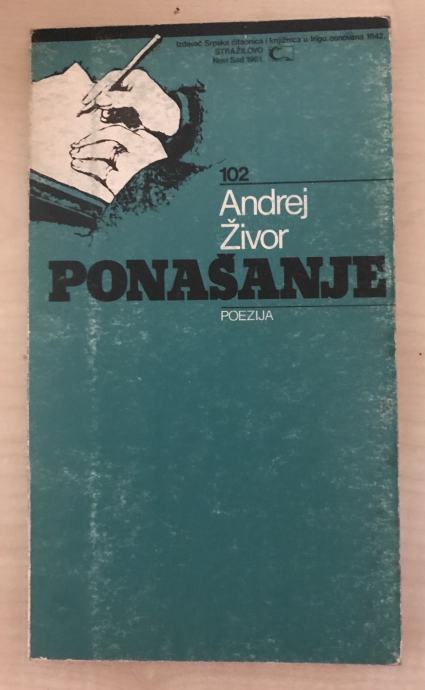 Izdavač Srpska čitaonica i knjižnica u Irigu osnovana 1842.
STRAŽILOVO
Novi Sad 1981.
102
Andrej
Živor
PONAŠANJE
POEZIJA